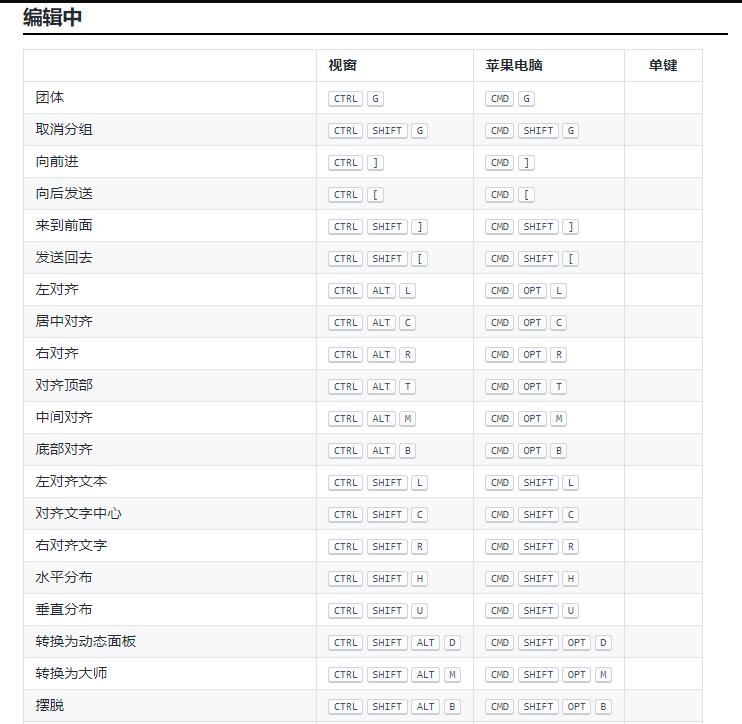 编辑中
视窗 苹果电脑 单键
团体 CTRL G CMD G
取消分组 CTRL SHIFT G CMD SHIFT G
向前进 CTRL ] CMD ]
向后发送 CTRL [ CMD [
来到前面 CTRL SHIFT ] CMD SHIFT ]
发送回去 CTRL SHIFT [ CMD SHIFT [
左对齐 CTRL ALT L CMD OPT L
居中对齐 CTRL ALT C CMD OPT C
右对齐 CTRL ALT R CMD OPT R
对齐顶部 CTRL ALT T CMD OPT T
中间对齐 CTRL ALT M CMD OPT M
底部对齐 CTRL ALT B CMD OPT B
左对齐文本 CTRL SHIFT L CMD SHIFT L
对齐文字中心 CTRL SHIFT C CMD SHIFT C
右对齐文字 CTRL SHIFT R CMD SHIFT R
水平分布 CTRL SHIFT H CMD SHIFT H
垂直分布 CTRL SHIFT U CMD SHIFT U
转换为动态面板 CTRL SHIFT ALT D CMD SHIFT OPT D
转换为大师 CTRL SHIFT ALT M CMD SHIFT OPT M
摆脱 CTRL SHIFT ALT B CMD SHIFT OPT B